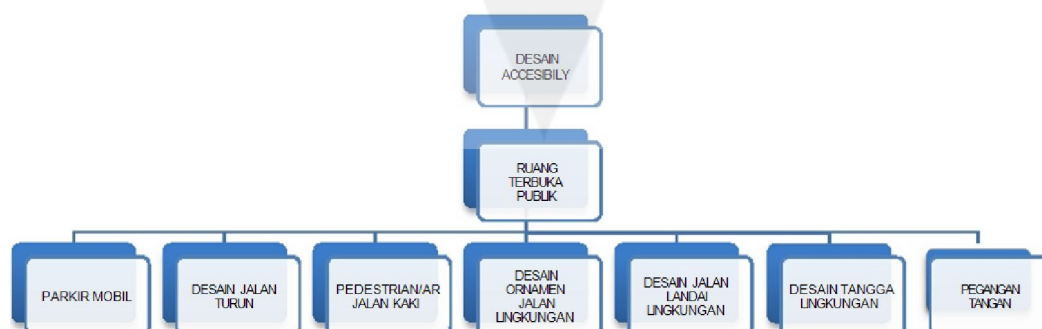 DESAIN
ACCESIBILY
RUANG
TERBUKA
PUBLIK
PARKIR MOBIL
DESAIN JALAN
TURUN
PEDESTRIAN/AR
JALAN KAKI
DESAIN
ORNAMEN
JALAN
LINGKUNGAN
DESAIN JALAN
LANDAI
LINGKUNGAN
DESAIN TANGGA
LINGKUNGAN
PEGANGAN
TANGAN